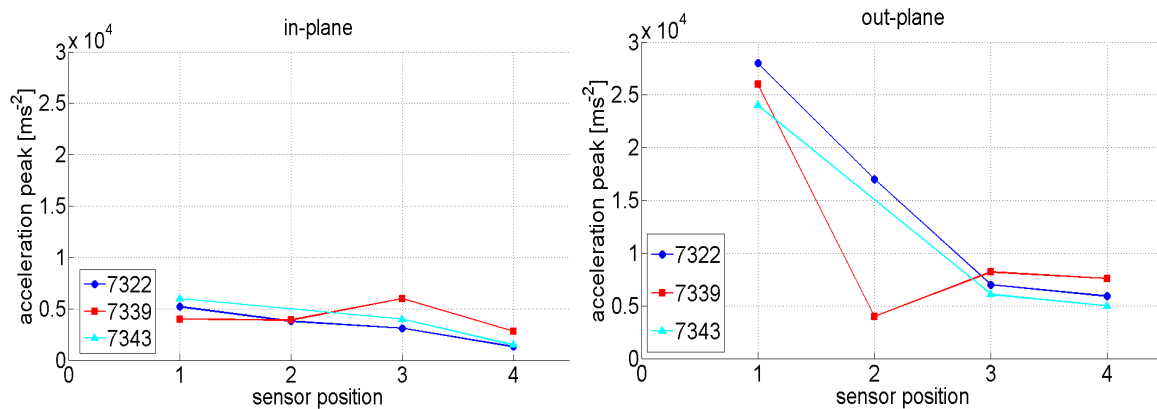 in-plane
3 x 10^4
2.5
2
1.5
1
0.5
0
0 1 2 3 4
acceleration peak [ms^-2]
sensor position
7322
7339
7343
out-plane
3 x 10^4
2.5
2
1.5
1
0.5
0
0 1 2 3 4
acceleration peak [ms^-2]
sensor position
7322
7339
7343